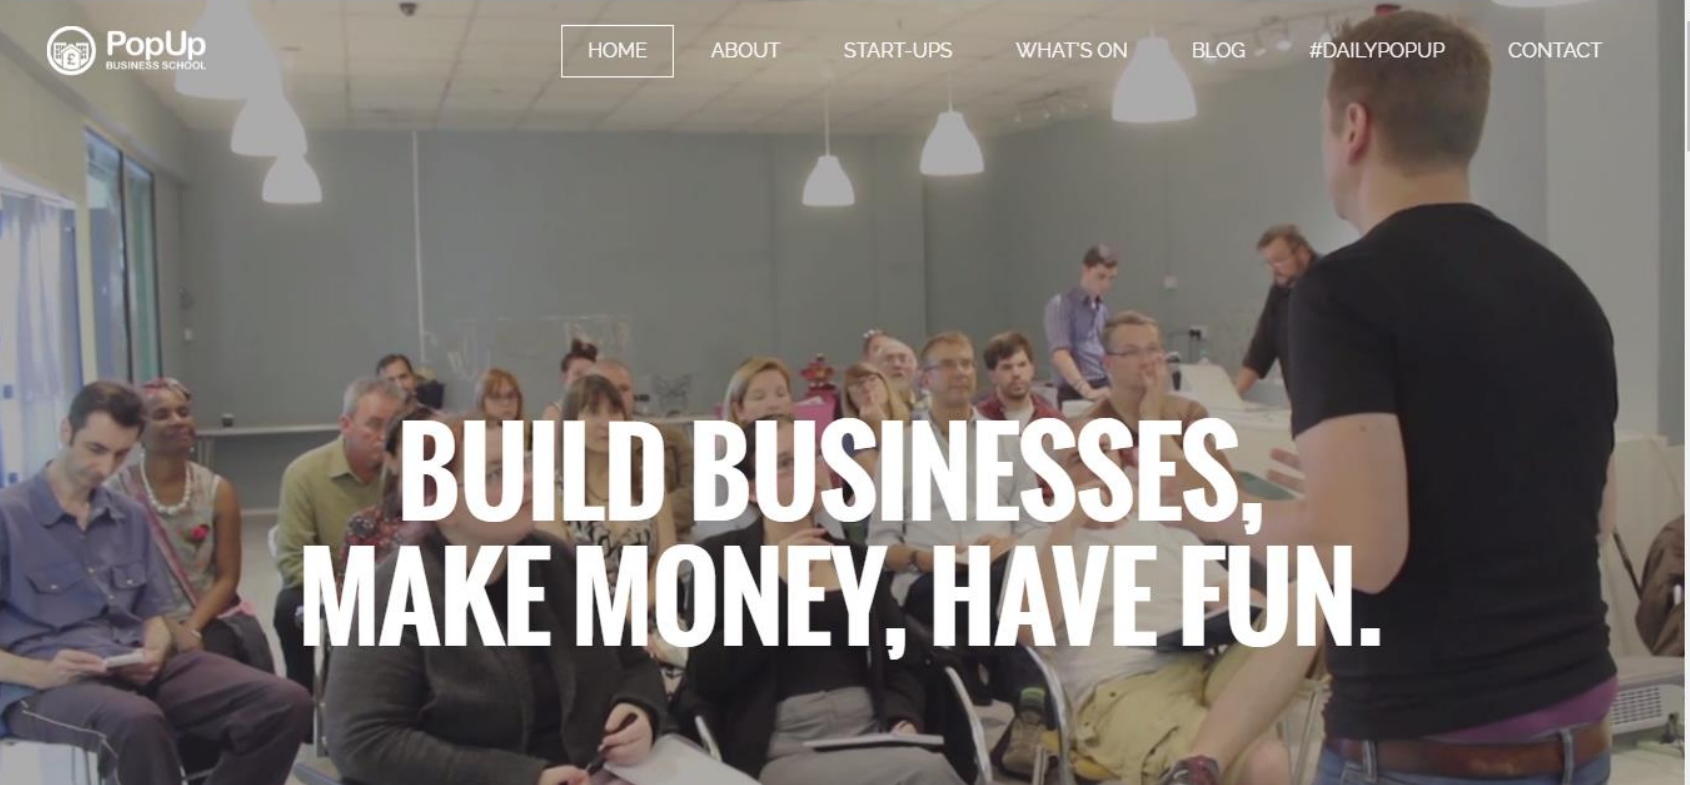 PopUp
BUSINESS SCHOOL
HOME ABOUT START-UPS WHAT'S ON BLOG #DAILYPOPUP CONTACT
BUILD BUSINESSES,
MAKE MONEY, HAVE FUN.